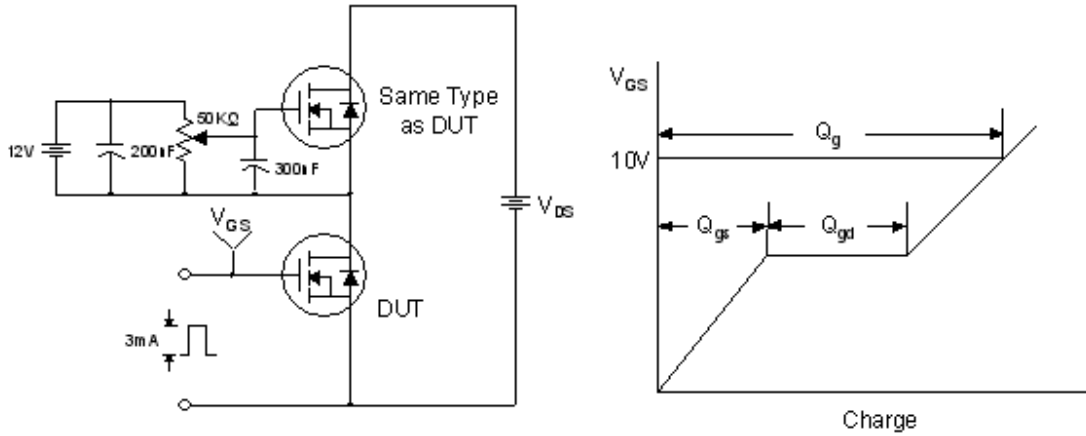 Same Type
as DUT
50KΩ
12V
200nF
300nF
VGS
VDS
DUT
3mA
VGS
10V
Qg
Qgs
Qgd
Charge